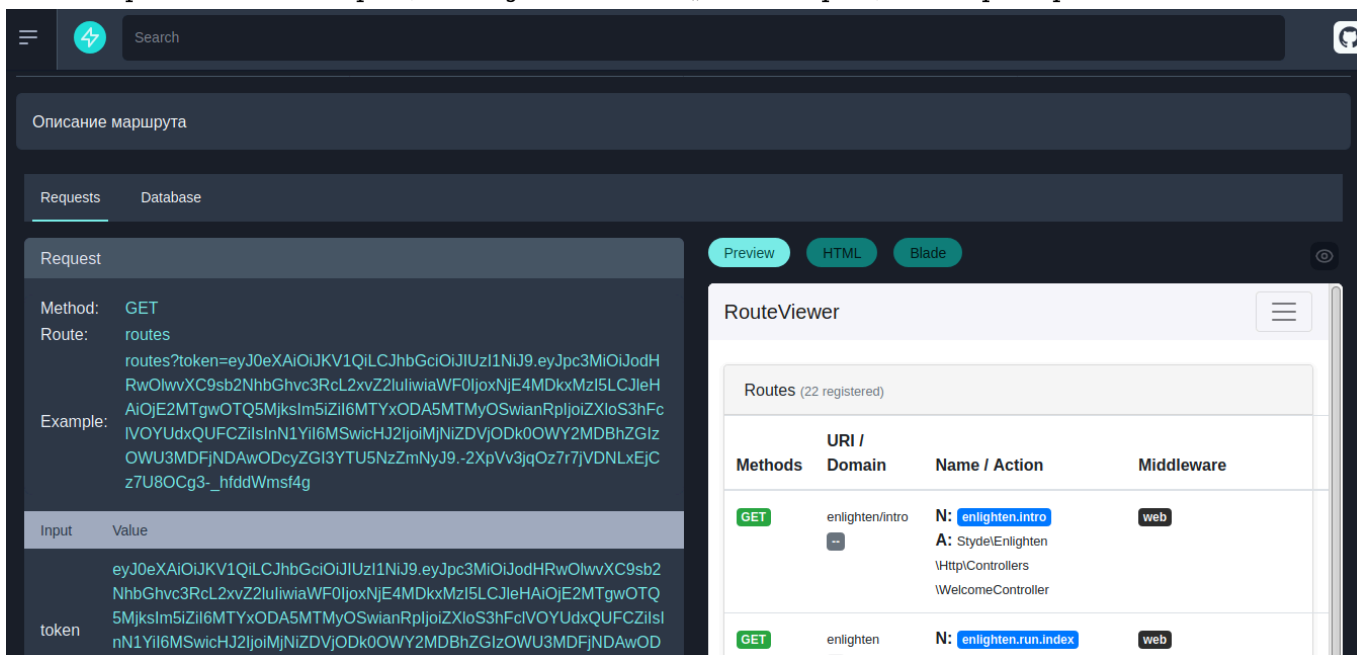 Search
Описание маршрута
Requests
Database
Request
Method: GET
Route: routes
Example:
routes?token=eyJ0eXAiOiJKV1QiLCJhbGciOiJIUzI1NiJ9.eyJpc3MiOiJodH
RwOlwvXC9sb2NhbGhvc3RcL2xvZ2luIiwiaWF0IjoxNjE4MDkxMzI5LCJleH
AiOjE2MTgwOTQ5MjksIm5iZiI6MTYxODA5MTMyOSwianRpIjoiZXloS3hFc
lVOYUdxQUFCZiIsInN1YiI6MSwicHJ2IjoiMjNiZDVjODk0OWY2MDBhZGIz
OWU3MDFjNDAwODcyZGI3YTU5NzZmNyJ9.-2XpVv3jqOz7r7jVDNLxEjC
z7U8OCg3-_hfddWmsf4g
Input Value
token
eyJ0eXAiOiJKV1QiLCJhbGciOiJIUzI1NiJ9.eyJpc3MiOiJodHRwOlwvXC9sb2
NhbGhvc3RcL2xvZ2luIiwiaWF0IjoxNjE4MDkxMzI5LCJleHAiOjE2MTgwOTQ
5MjksIm5iZiI6MTYxODA5MTMyOSwianRpIjoiZXloS3hFclVOYUdxQUFCZiIsI
nN1YiI6MSwicHJ2IjoiMjNiZDVjODk0OWY2MDBhZGIzOWU3MDFjNDAwOD
Preview
HTML
Blade
RouteViewer
Routes (22 registered)
Methods
URI /
Domain
Name / Action
Middleware
GET
enlighten/intro
--
N: enlighten.intro
A: Styde\Enlighten
\Http\Controllers
\WelcomeController
web
GET
enlighten
N: enlighten.run.index
web